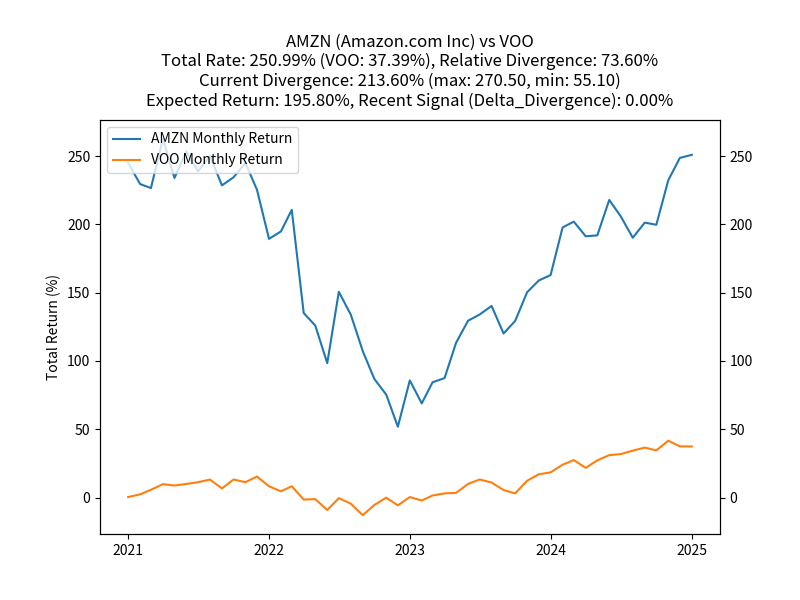 AMZN (Amazon.com Inc) vs VOO
Total Rate: 250.99% (VOO: 37.39%), Relative Divergence: 73.60%
Current Divergence: 213.60% (max: 270.50, min: 55.10)
Expected Return: 195.80%, Recent Signal (Delta_Divergence): 0.00%
AMZN Monthly Return
VOO Monthly Return
Total Return (%)
250 250
200 200
150 150
100 100
50 50
0 0
2021 2022 2023 2024 2025